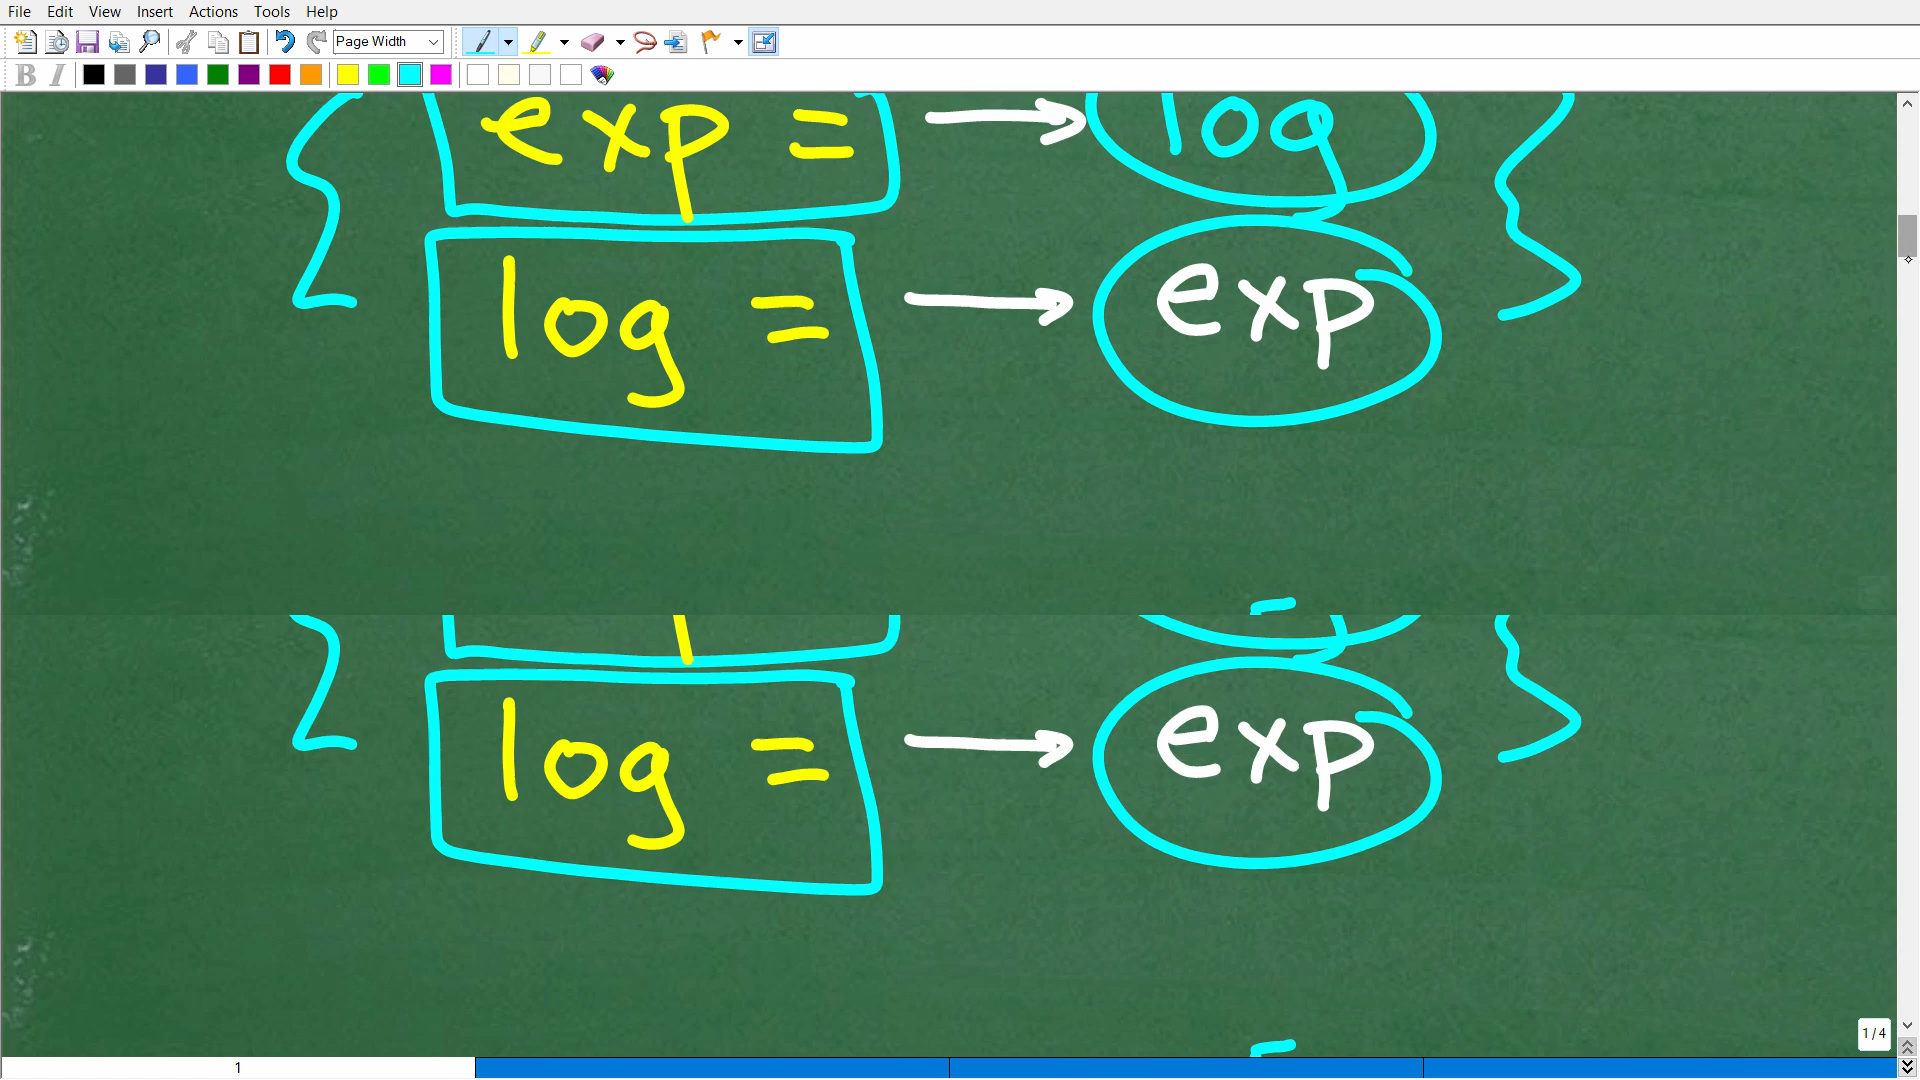 File Edit View Insert Actions Tools Help
Page Width
B I
exp = → log
log = → exp
log = → exp
1 / 4
1